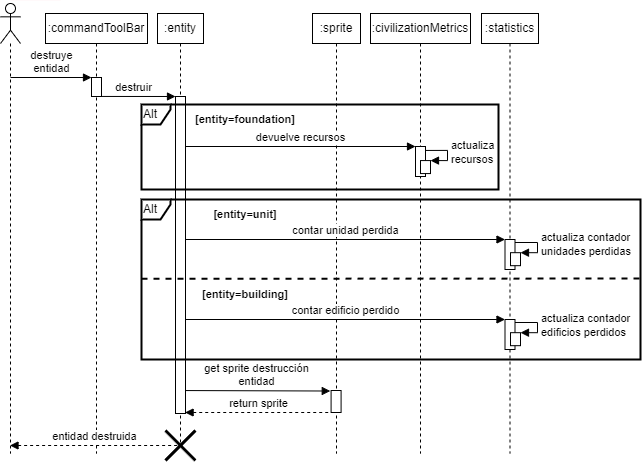 :commandToolBar
:entity
:sprite
:civilizationMetrics
:statistics
destruye
entidad
destruir
Alt
[entity=foundation]
devuelve recursos
actualiza
recursos
Alt
[entity=unit]
contar unidad perdida
actualiza contador
unidades perdidas
[entity=building]
contar edificio perdido
actualiza contador
edificios perdidos
get sprite destrucción
entidad
return sprite
entidad destruida